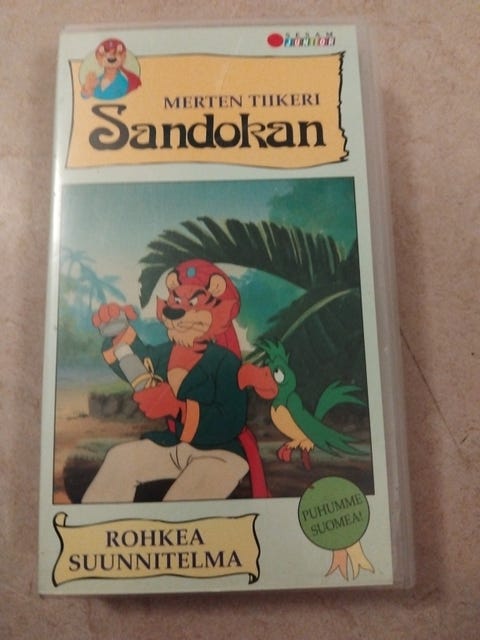 SESAM
JUNIOR
MERTEN TIIKERI
Sandokan
PUHUMME
SUOMEA!
ROHKEA
SUUNNITELMA